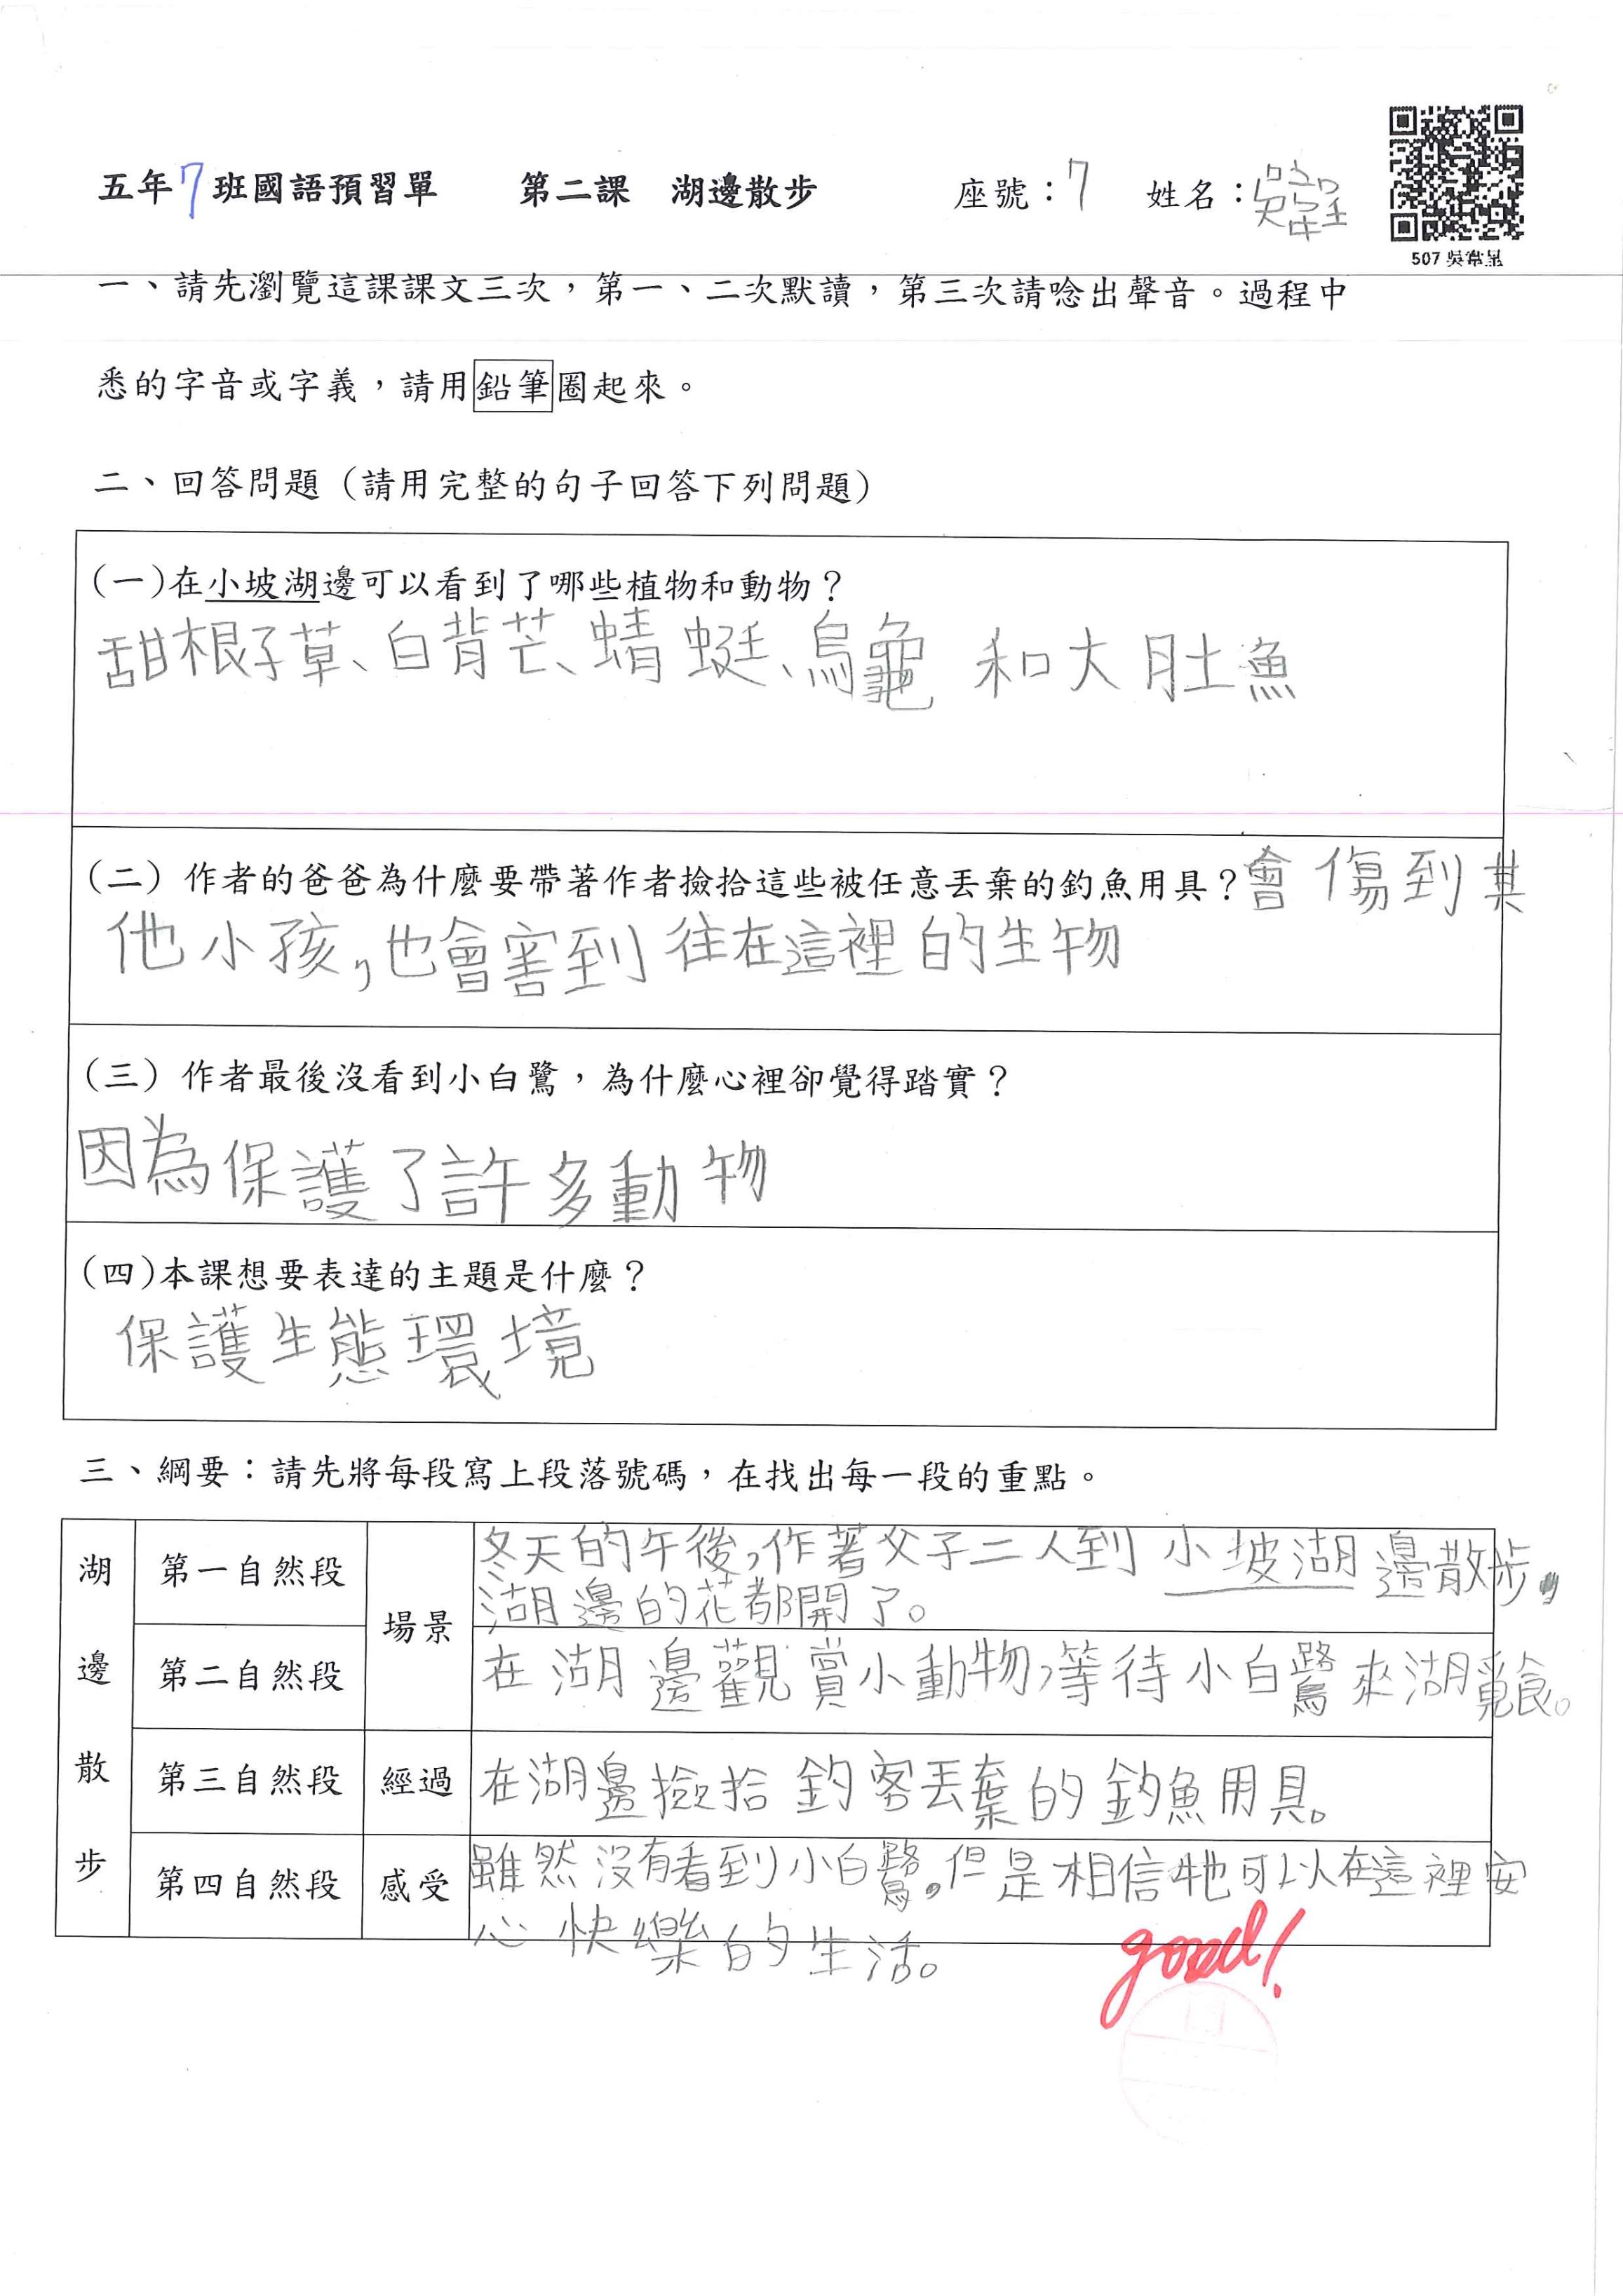 五年7班國語預習單 第二課 湖邊散步 座號：7 姓名：吳常呈
507 吳常呈
一、請先瀏覽這課課文三次，第一、二次默讀，第三次請唸出聲音。過程中
悉的字音或字義，請用鉛筆圈起來。
二、回答問題（請用完整的句子回答下列問題）
(一)在小坡湖邊可以看到了哪些植物和動物？
甜根子草、白背芒、蜻蜓、烏龜 和大肚魚
(二) 作者的爸爸為什麼要帶著作者撿拾這些被任意丟棄的釣魚用具？會傷到其
他小孩，也會害到往在這裡的生物
(三) 作者最後沒看到小白鷺，為什麼心裡卻覺得踏實？
因為保護了許多動物
(四)本課想要表達的主題是什麼？
保護生態環境
三、綱要：請先將每段寫上段落號碼，在找出每一段的重點。
湖邊散步
第一自然段
場景
冬天的午後，作著父子二人到小坡湖邊散步，
湖邊的花都開了。
第二自然段
在湖邊觀賞小動物，等待小白鷺來湖覓食。
第三自然段
經過
在湖邊撿拾釣客丟棄的釣魚用具。
第四自然段
感受
雖然沒有看到小白鷺，但是相信牠可以在這裡安
心快樂的生活。
good!